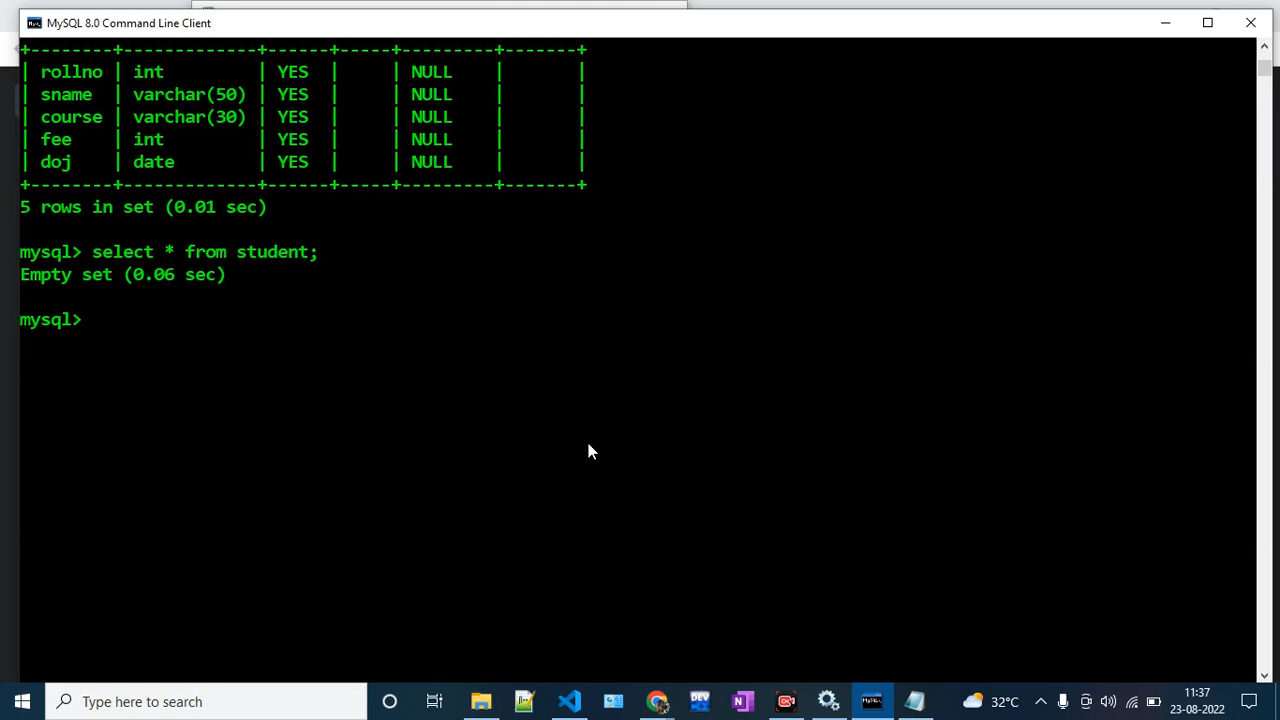 MySQL 8.0 Command Line Client
+--------+-------------+------+-----+---------+-------+
| rollno | int         | YES  |     | NULL    |       |
| sname  | varchar(50) | YES  |     | NULL    |       |
| course | varchar(30) | YES  |     | NULL    |       |
| fee    | int         | YES  |     | NULL    |       |
| doj    | date        | YES  |     | NULL    |       |
+--------+-------------+------+-----+---------+-------+
5 rows in set (0.01 sec)
mysql> select * from student;
Empty set (0.06 sec)
mysql>
Type here to search
DEV
N
MySQL
32°C
11:37
23-08-2022